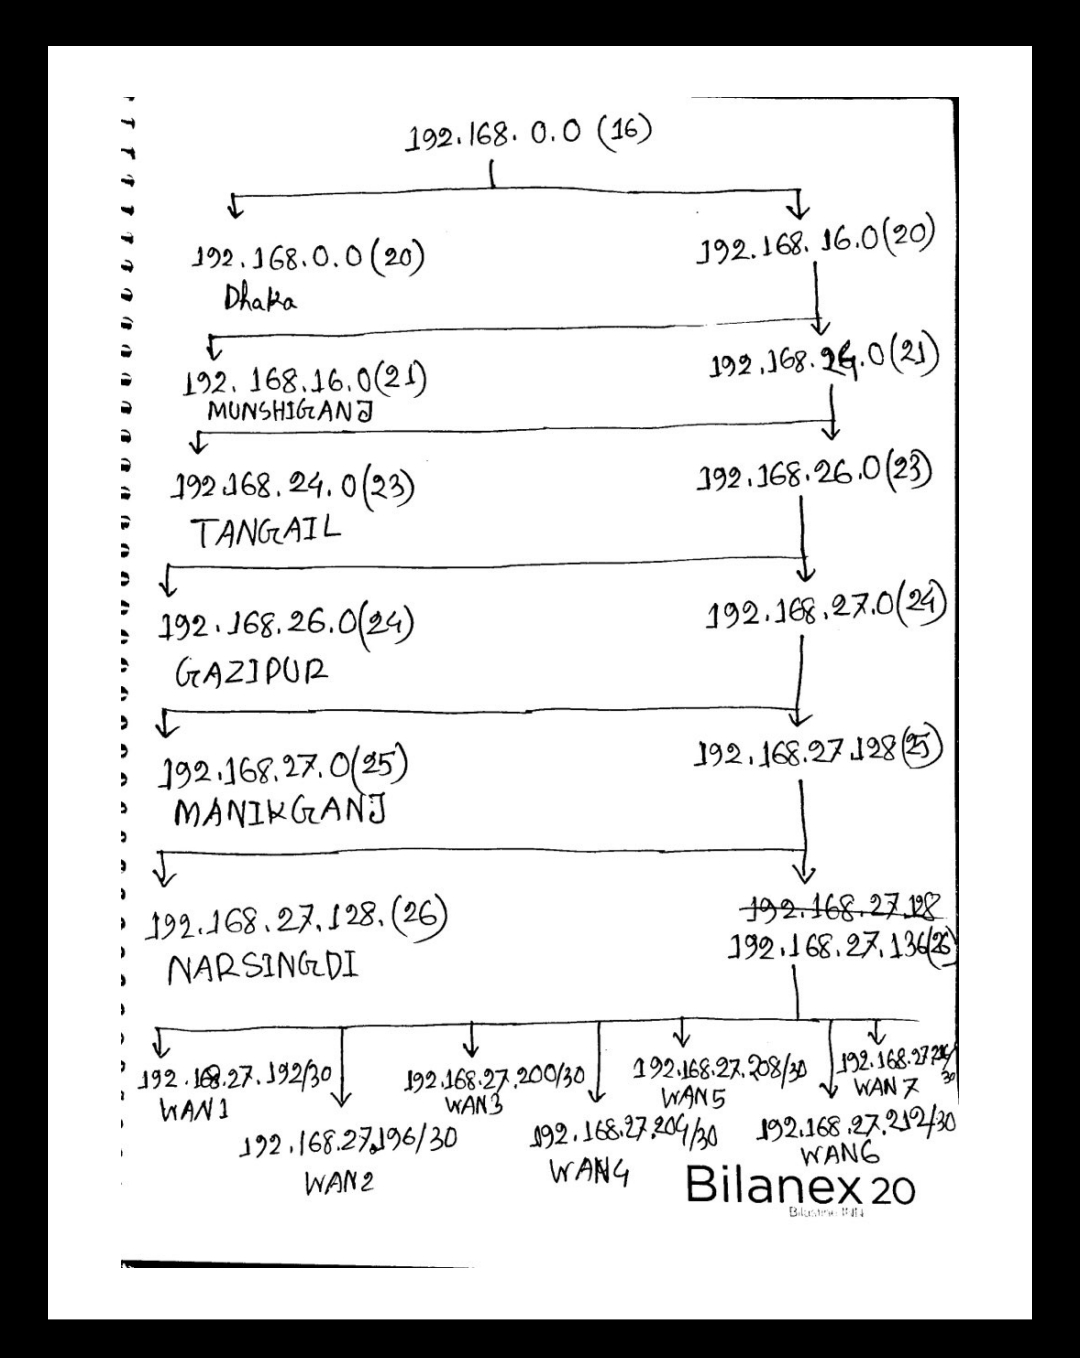 192.168.0.0 (16)
192.168.0.0 (20)
192.168.16.0 (20)
Dhaka
192.168.16.0 (21)
192.168.24.0 (21)
MUNSHIGANJ
192.168.24.0 (23)
192.168.26.0 (23)
TANGAIL
192.168.26.0 (24)
192.168.27.0 (24)
GAZIPUR
192.168.27.0 (25)
192.168.27.128 (25)
MANIKGANJ
192.168.27.128. (26)
192.168.27.128
192.168.27.136 (26)
NARSINGDI
192.168.27.192/30
WAN1
192.168.27.196/30
WAN2
192.168.27.200/30
WAN3
192.168.27.204/30
WAN4
192.168.27.208/30
WAN5
192.168.27.212/30
WAN6
192.168.27 /30
WAN7
Bilanex 20